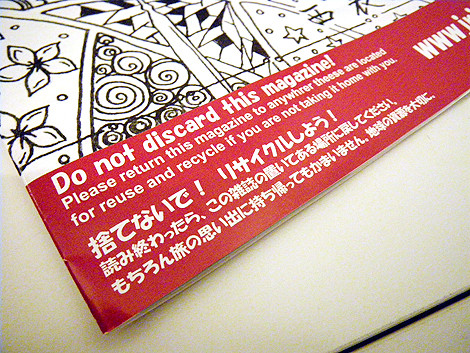 www.
Do not discard this magazine!
Please return this magazine to anywhrer theese are located
for reuse and recycle if you are not taking it home with you.
捨てないで！ リサイクルしよう！
読み終わったら、この雑誌の置いてある場所に戻してください。
もちろん旅の思い出に持ち帰ってもかまいません。地球の資源を大切に。